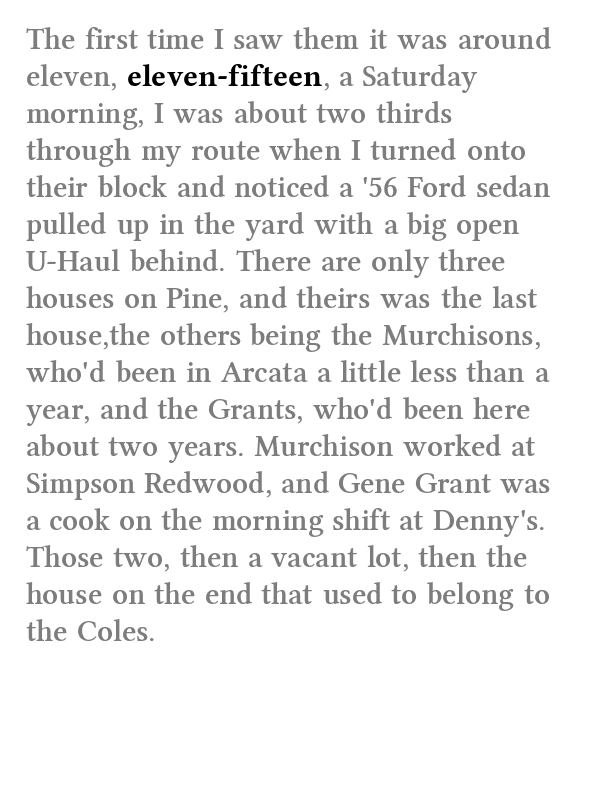 The first time I saw them it was around
eleven, eleven-fifteen, a Saturday
morning, I was about two thirds
through my route when I turned onto
their block and noticed a '56 Ford sedan
pulled up in the yard with a big open
U-Haul behind. There are only three
houses on Pine, and theirs was the last
house,the others being the Murchisons,
who'd been in Arcata a little less than a
year, and the Grants, who'd been here
about two years. Murchison worked at
Simpson Redwood, and Gene Grant was
a cook on the morning shift at Denny's.
Those two, then a vacant lot, then the
house on the end that used to belong to
the Coles.